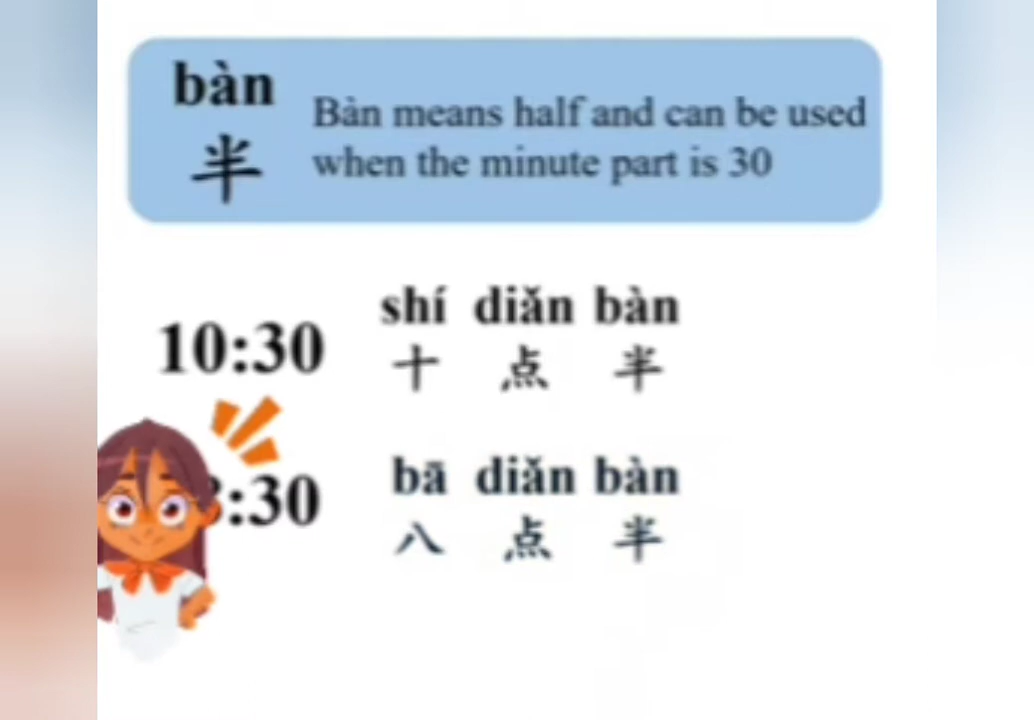 bàn
半
Bàn means half and can be used
when the minute part is 30
shí diǎn bàn
10:30
十 点 半
bā diǎn bàn
:30
八 点 半